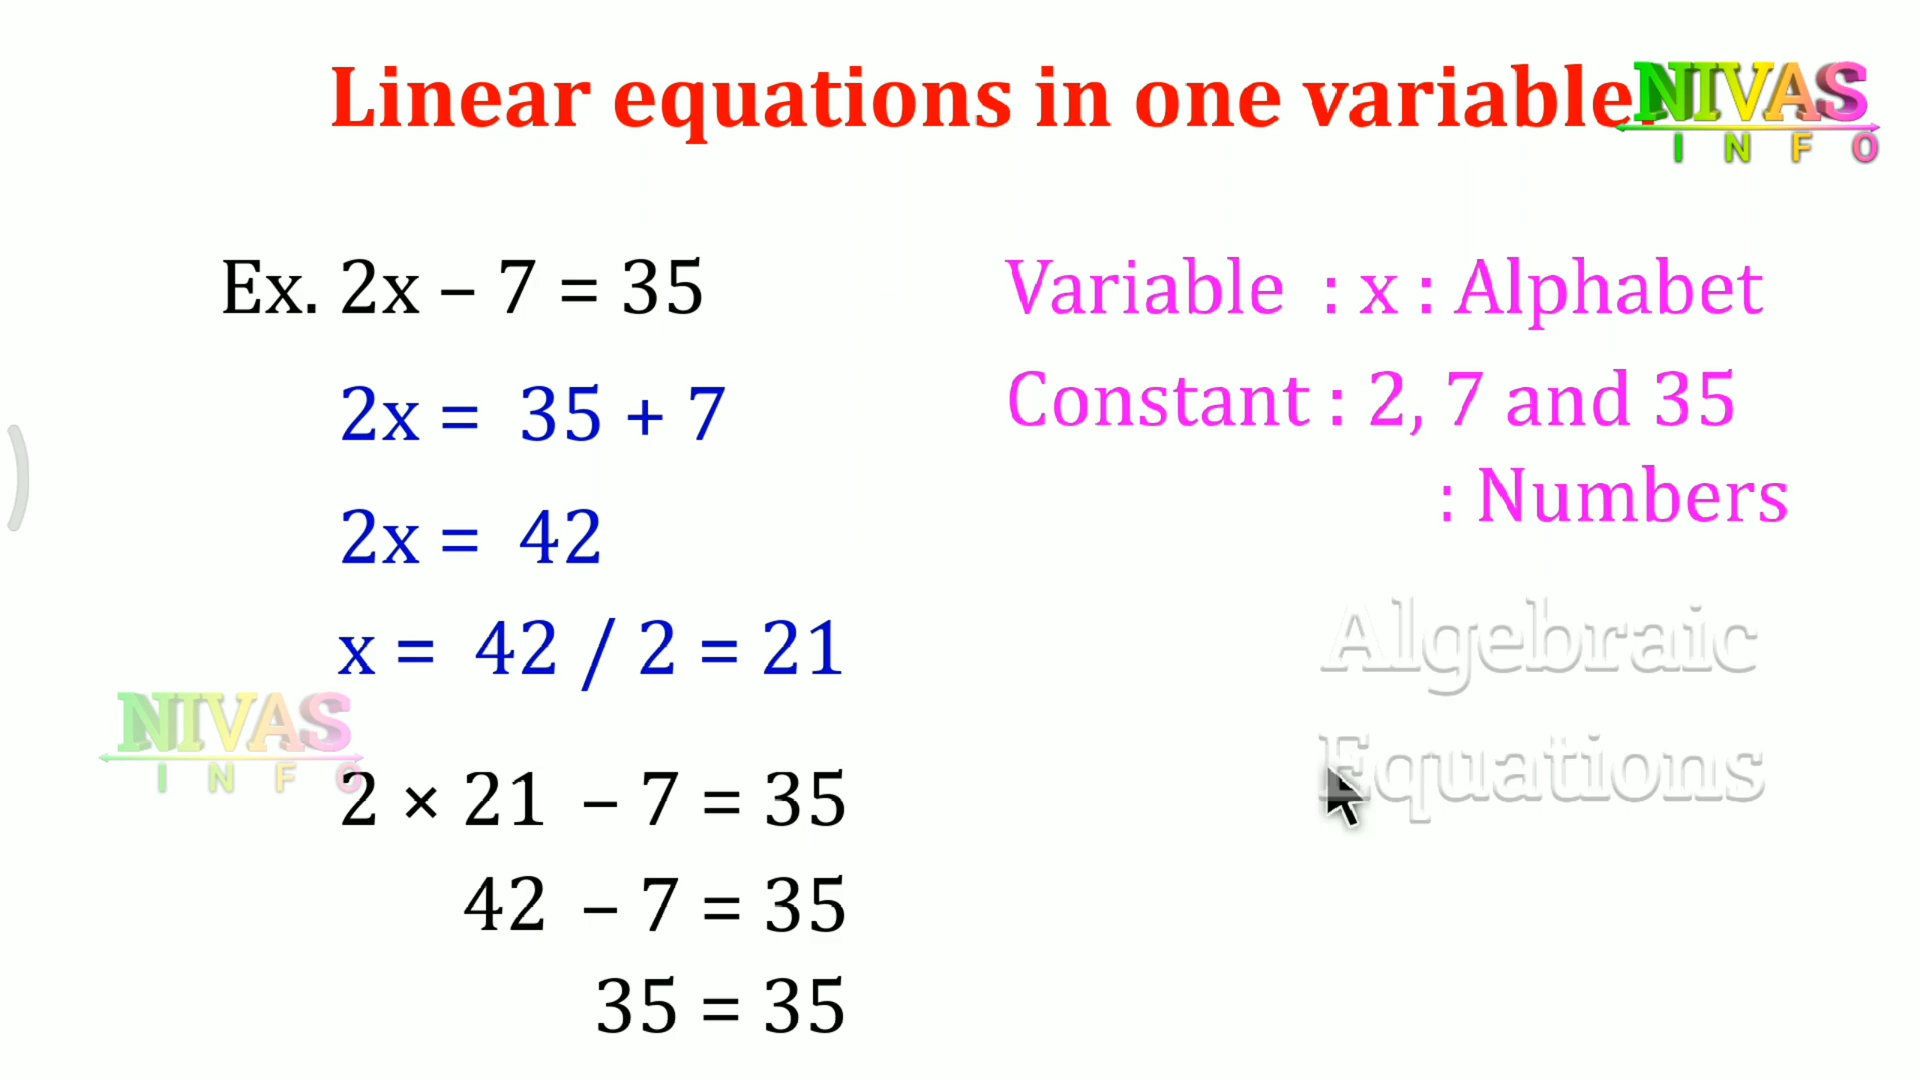 Linear equations in one variable.
NIVAS
INFO
Ex. 2x – 7 = 35
2x = 35 + 7
2x = 42
x = 42 / 2 = 21
2 × 21 – 7 = 35
42 – 7 = 35
35 = 35
Variable : x : Alphabet
Constant : 2, 7 and 35
: Numbers
Algebraic
Equations
NIVAS
INFO